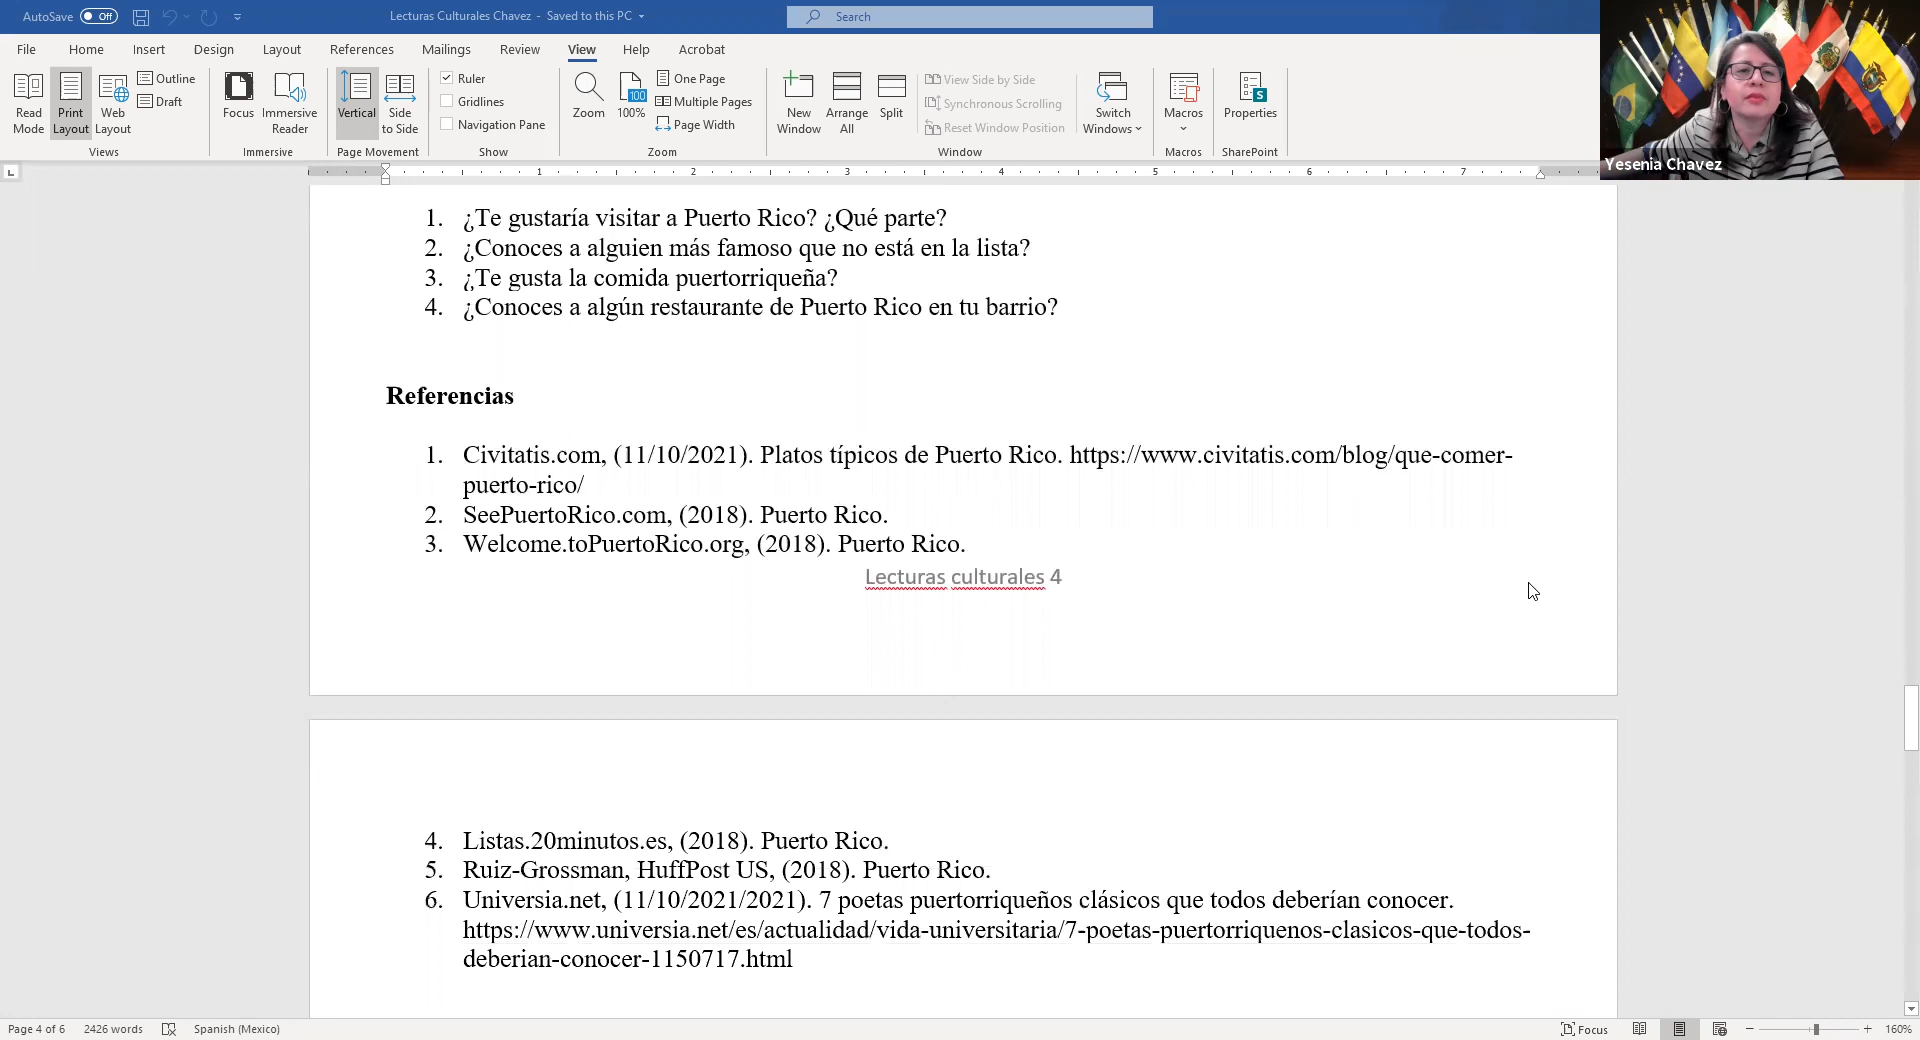 AutoSave Off
Lecturas Culturales Chavez - Saved to this PC
Search
File Home Insert Design Layout References Mailings Review View Help Acrobat
Read Mode
Print Layout
Web Layout
Outline
Draft
Views
Focus
Immersive Reader
Immersive
Vertical
Side to Side
Page Movement
Ruler
Gridlines
Navigation Pane
Show
Zoom
100
100%
One Page
Multiple Pages
Page Width
Zoom
New Window
Arrange All
Split
View Side by Side
Synchronous Scrolling
Reset Window Position
Switch Windows
Window
Macros
Macros
S
Properties
SharePoint
Yesenia Chavez
1 2 3 4 5 6 7
1. ¿Te gustaría visitar a Puerto Rico? ¿Qué parte?
2. ¿Conoces a alguien más famoso que no está en la lista?
3. ¿Te gusta la comida puertorriqueña?
4. ¿Conoces a algún restaurante de Puerto Rico en tu barrio?
Referencias
1. Civitatis.com, (11/10/2021). Platos típicos de Puerto Rico. https://www.civitatis.com/blog/que-comer-
puerto-rico/
2. SeePuertoRico.com, (2018). Puerto Rico.
3. Welcome.toPuertoRico.org, (2018). Puerto Rico.
Lecturas culturales 4
4. Listas.20minutos.es, (2018). Puerto Rico.
5. Ruiz-Grossman, HuffPost US, (2018). Puerto Rico.
6. Universia.net, (11/10/2021/2021). 7 poetas puertorriqueños clásicos que todos deberían conocer.
https://www.universia.net/es/actualidad/vida-universitaria/7-poetas-puertorriquenos-clasicos-que-todos-
deberian-conocer-1150717.html
Page 4 of 6 2426 words Spanish (Mexico) Focus 160%